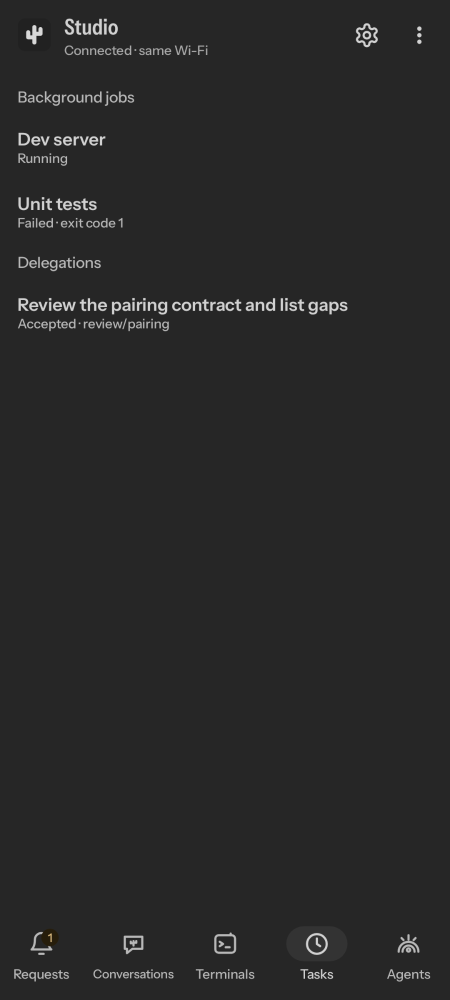 Studio
Connected · same Wi-Fi
Background jobs
Dev server
Running
Unit tests
Failed · exit code 1
Delegations
Review the pairing contract and list gaps
Accepted · review/pairing
1
Requests
Conversations
Terminals
Tasks
Agents